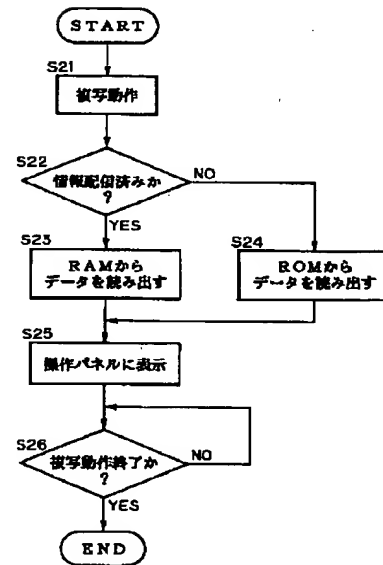 START
S21
複写動作
S22
情報配信済みか
?
NO
YES
S23
RAMから
データを読み出す
S24
ROMから
データを読み出す
S25
操作パネルに表示
S26
複写動作終了か
?
NO
YES
END